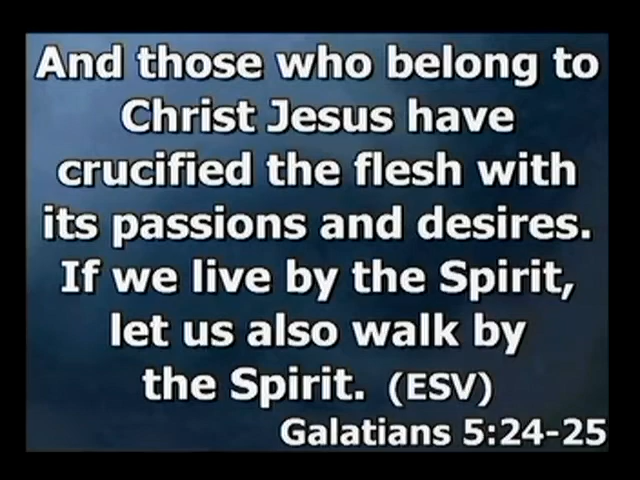 And those who belong to
Christ Jesus have
crucified the flesh with
its passions and desires.
If we live by the Spirit,
let us also walk by
the Spirit. (ESV)
Galatians 5:24-25